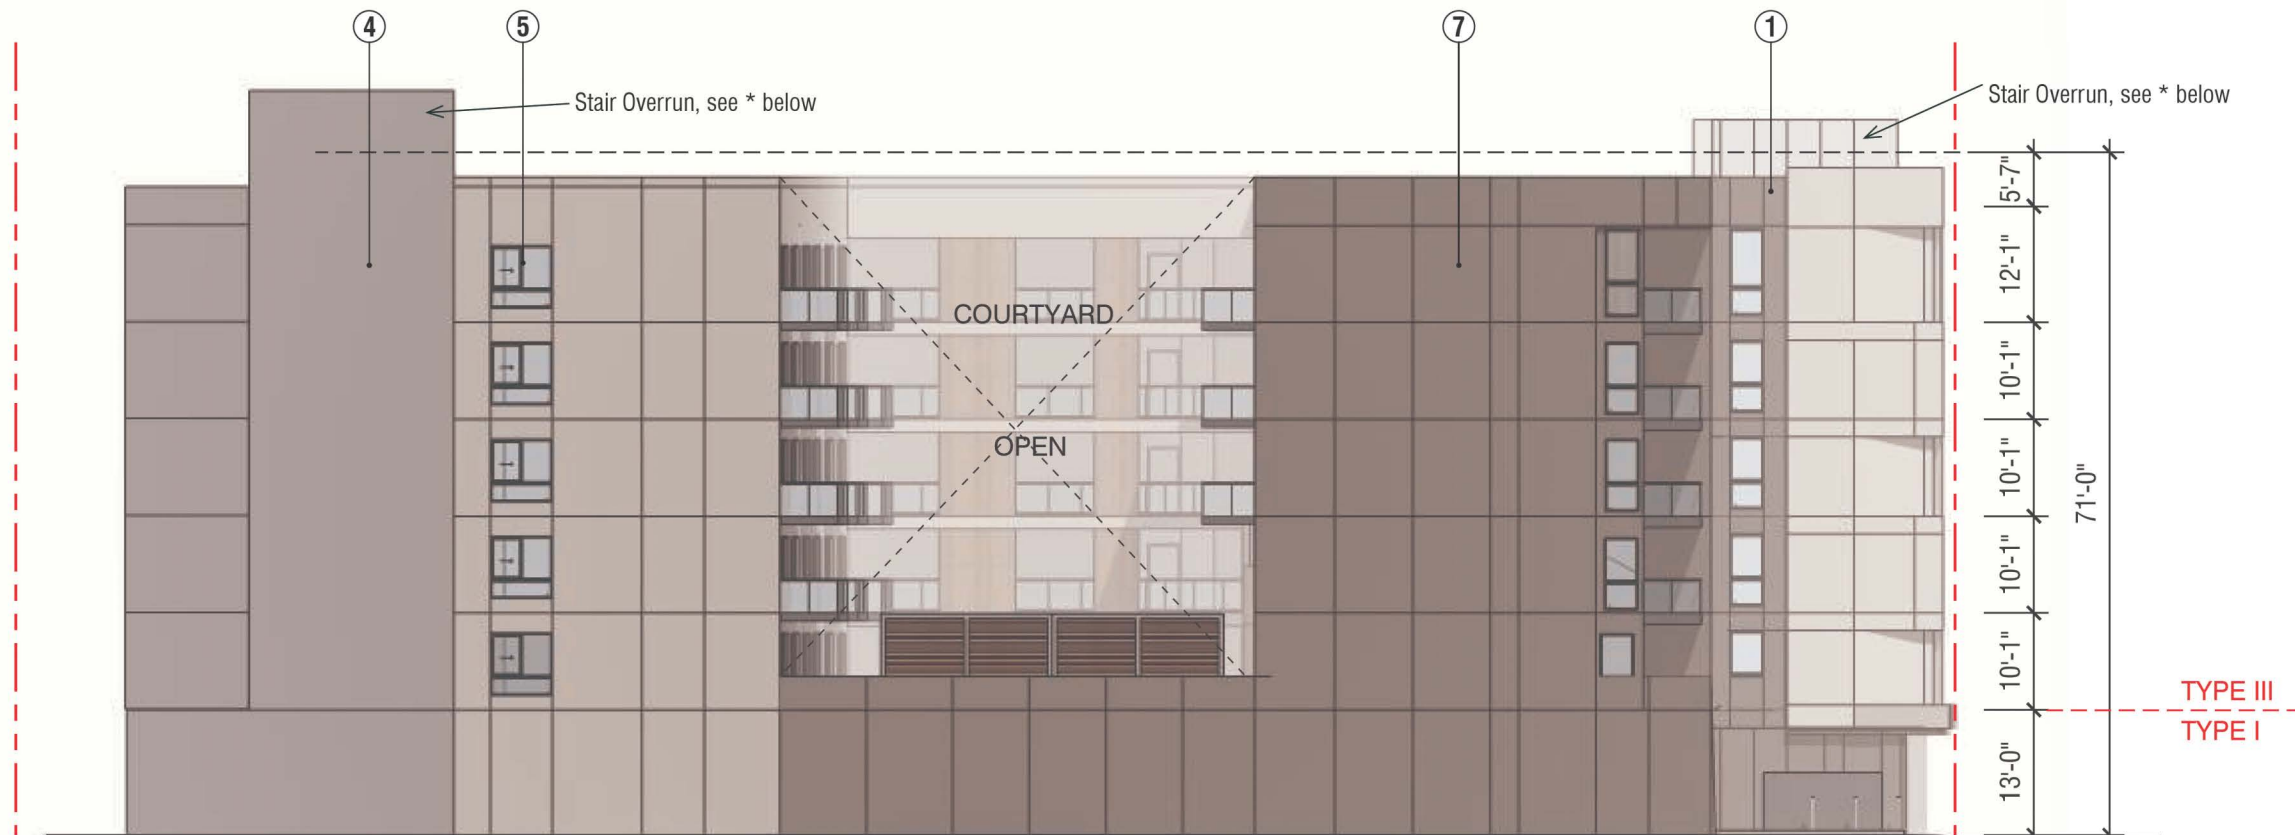 4
5
7
1
Stair Overrun, see * below
Stair Overrun, see * below
COURTYARD
OPEN
5'-7"
12'-1"
10'-1"
10'-1"
10'-1"
10'-1"
13'-0"
71'-0"
TYPE III
TYPE I